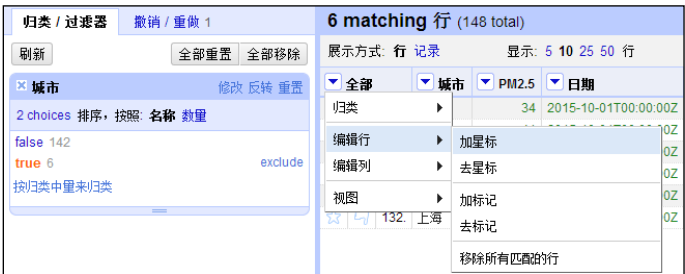 归类 / 过滤器 撤销 / 重做 1
刷新 全部重置 全部移除
城市 修改 反转 重置
2 choices 排序，按照: 名称 数量
false 142
true 6 exclude
按归类中量来归类
6 matching 行 (148 total)
展示方式: 行 记录 显示: 5 10 25 50 行
全部 城市 PM2.5 日期
归类 34 2015-10-01T00:00:00Z
编辑行 加星标
编辑列 去星标
视图 加标记
132. 上海 去标记
移除所有匹配的行